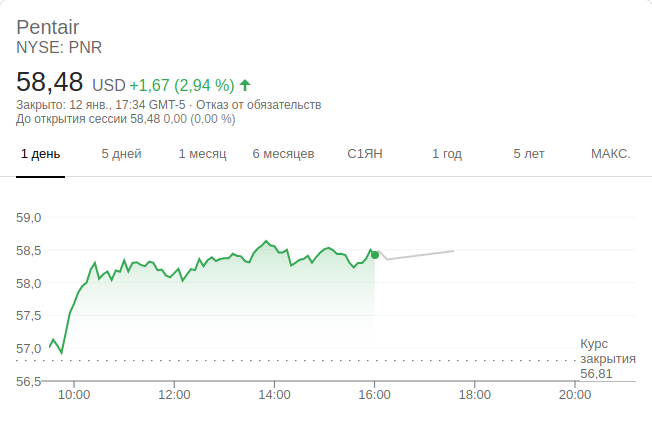 Pentair
NYSE: PNR
58,48 USD +1,67 (2,94 %)
Закрыто: 12 янв., 17:34 GMT-5 · Отказ от обязательств
До открытия сессии 58,48 0,00 (0,00 %)
1 день 5 дней 1 месяц 6 месяцев С1ЯН 1 год 5 лет МАКС.
59,0
58,5
58,0
57,5
57,0
56,5
Курс
закрытия
56,81
10:00 12:00 14:00 16:00 18:00 20:00